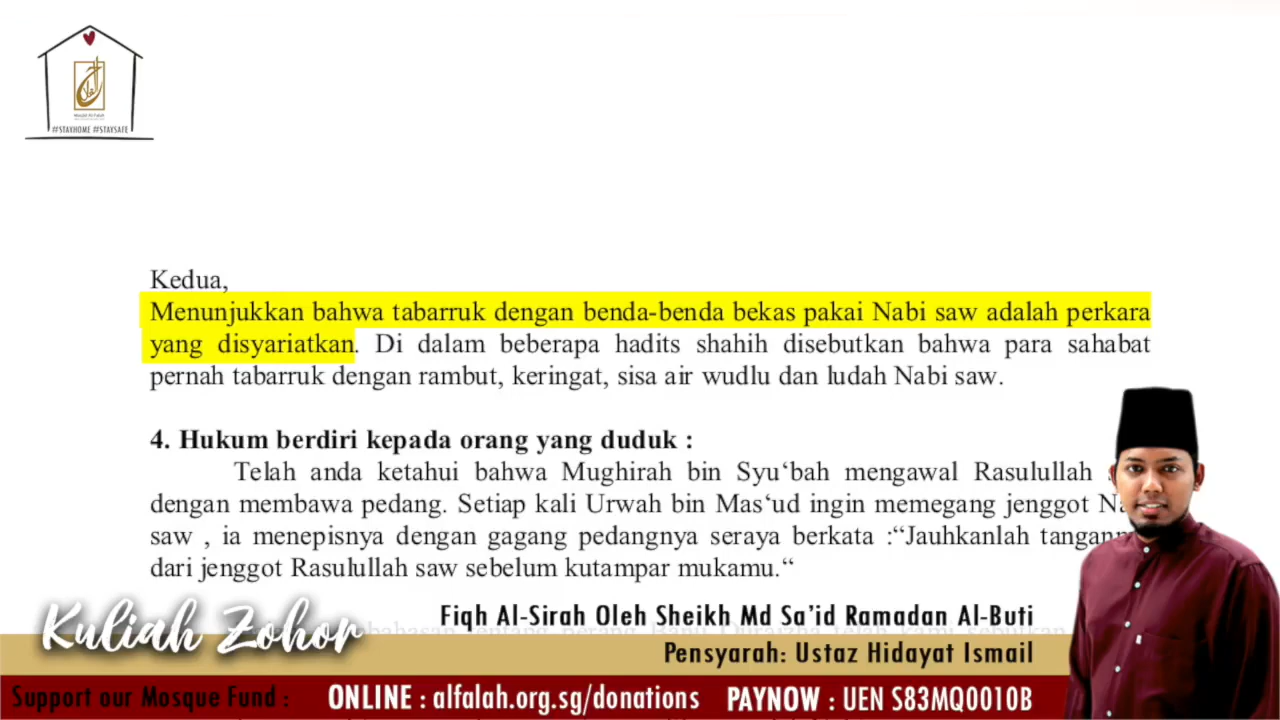 #STAYHOME #STAYSAFE
Kedua,
Menunjukkan bahwa tabarruk dengan benda-benda bekas pakai Nabi saw adalah perkara
yang disyariatkan. Di dalam beberapa hadits shahih disebutkan bahwa para sahabat
pernah tabarruk dengan rambut, keringat, sisa air wudlu dan ludah Nabi saw.
4. Hukum berdiri kepada orang yang duduk :
Telah anda ketahui bahwa Mughirah bin Syu‘bah mengawal Rasulullah
dengan membawa pedang. Setiap kali Urwah bin Mas‘ud ingin memegang jenggot
saw , ia menepisnya dengan gagang pedangnya seraya berkata :“Jauhkanlah
dari jenggot Rasulullah saw sebelum kutampar mukamu.“
Kuliah Zohor
Fiqh Al-Sirah Oleh Sheikh Md Sa'id Ramadan Al-Buti
Pensyarah: Ustaz Hidayat Ismail
Support our Mosque Fund : ONLINE : alfalah.org.sg/donations PAYNOW : UEN S83MQ0010B